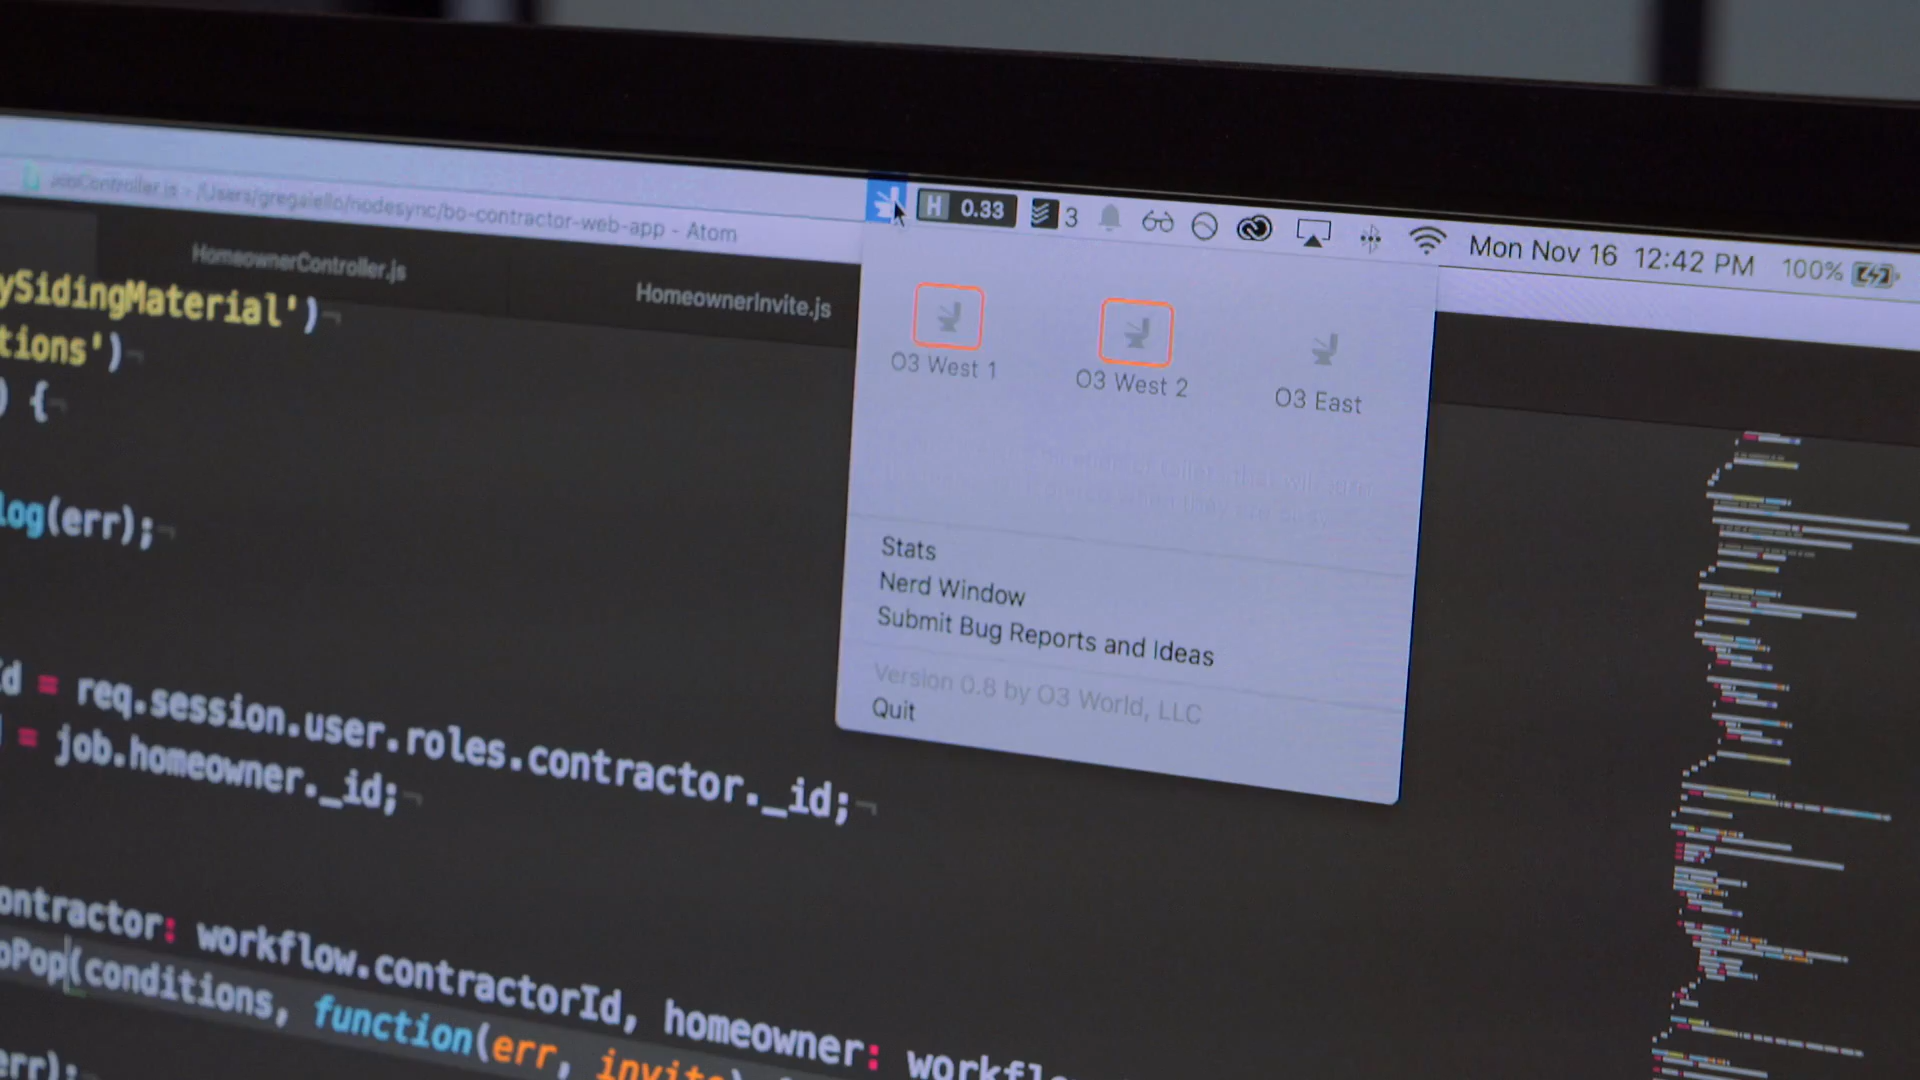 JobController.js - /Users/gregaiello/nodesync/bo-contractor-web-app - Atom
H 0.33 3 Mon Nov 16 12:42 PM 100%
HomeownerController.js HomeownerInvite.js
O3 West 1 O3 West 2 O3 East
Stats
Nerd Window
Submit Bug Reports and Ideas
Version 0.8 by O3 World, LLC
Quit
ySidingMaterial')
tions')
) {
log(err);
Id = req.session.user.roles.contractor._id;
= job.homeowner._id;
ontractor: workflow.contractorId, homeowner: workfl
oPop(conditions, function(err, invite)
err);